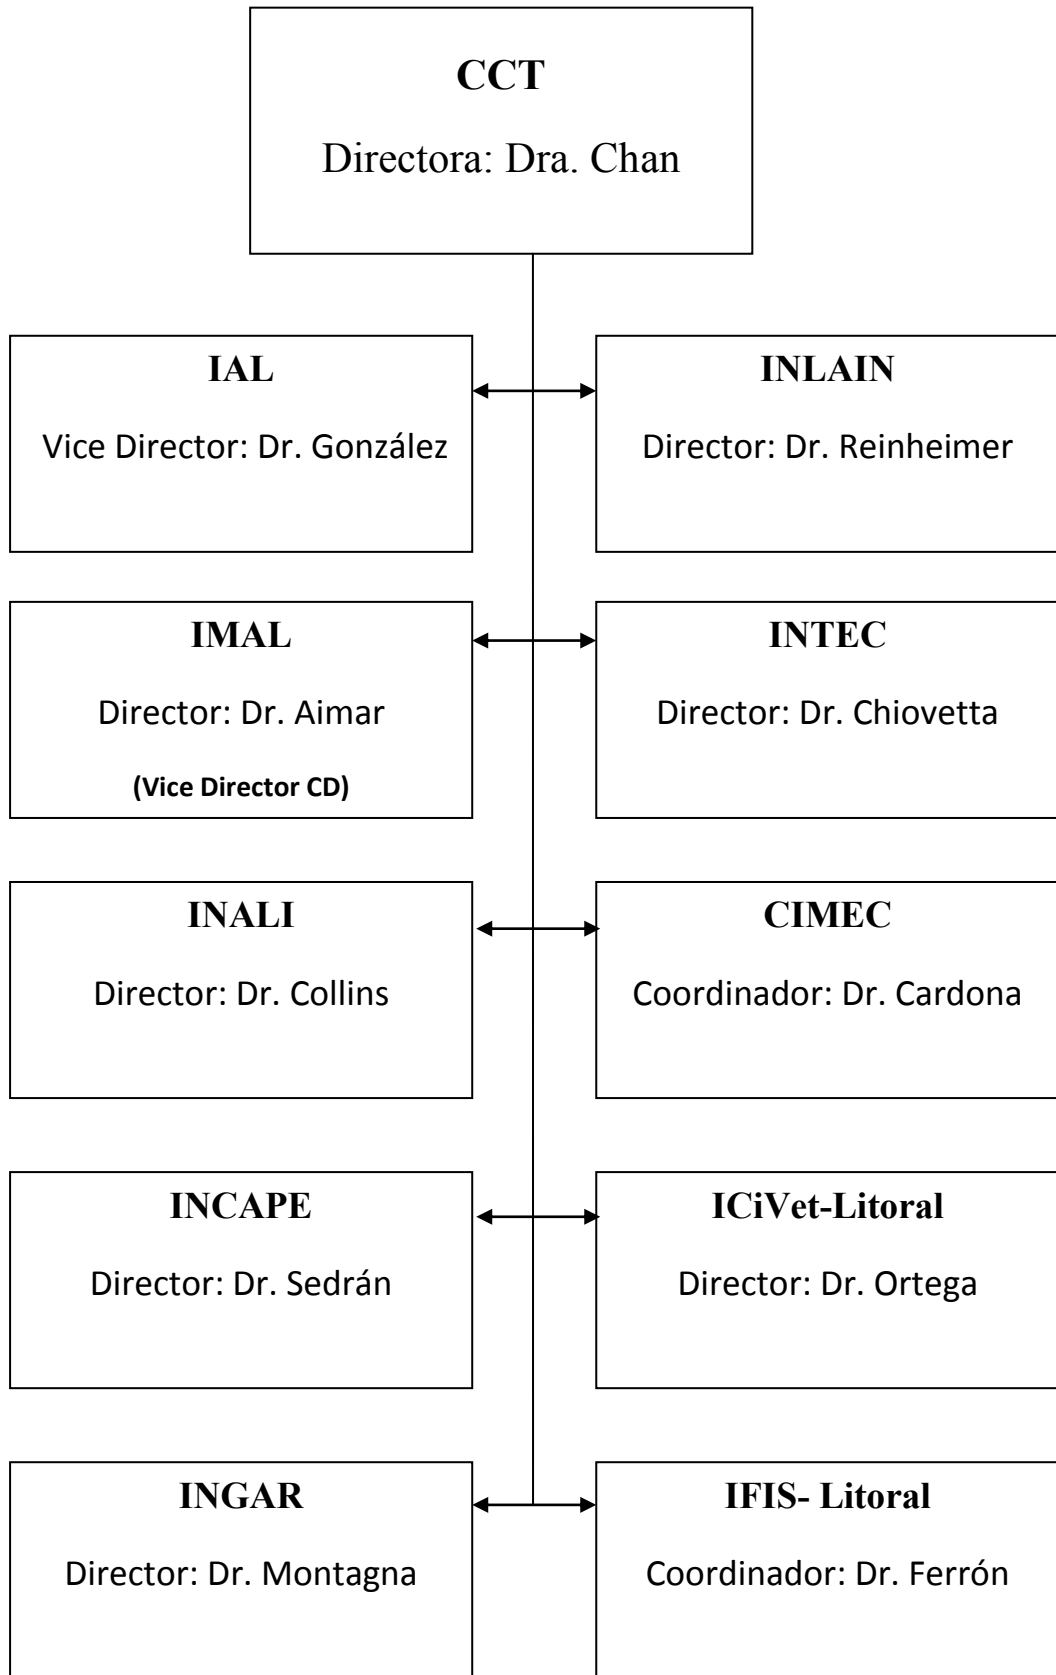 CCT
Directora: Dra. Chan
IAL
Vice Director: Dr. González
INLAIN
Director: Dr. Reinheimer
IMAL
Director: Dr. Aimar
(Vice Director CD)
INTEC
Director: Dr. Chiovetta
INALI
Director: Dr. Collins
CIMEC
Coordinador: Dr. Cardona
INCAPE
Director: Dr. Sedrán
ICiVet-Litoral
Director: Dr. Ortega
INGAR
Director: Dr. Montagna
IFIS- Litoral
Coordinador: Dr. Ferrón